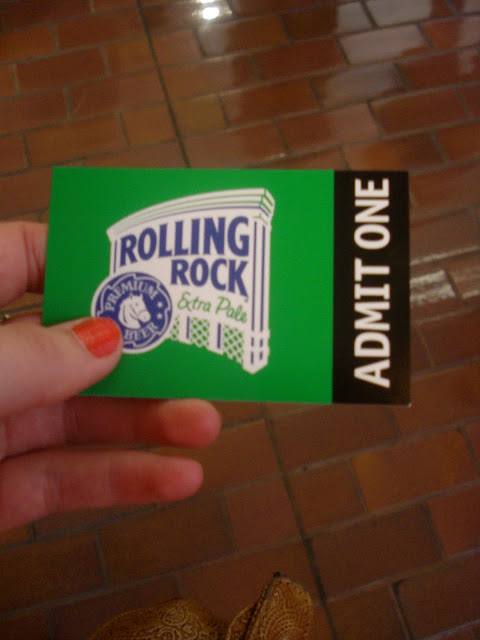 ROLLING
ROCK
Extra Pale
PREMIUM
BEER
ADMIT ONE